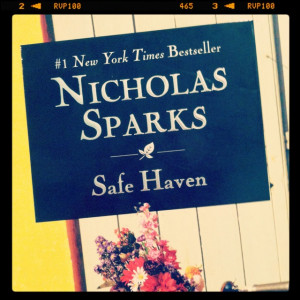 2 RVP100 465 3 RVP100
#1 New York Times Bestseller
NICHOLAS
SPARKS
Safe Haven